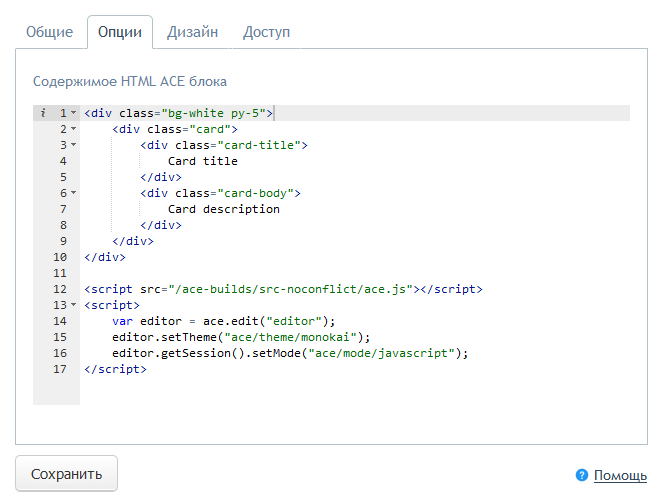 Общие Опции Дизайн Доступ
Содержимое HTML ACE блока
i 1 <div class="bg-white py-5">
2     <div class="card">
3         <div class="card-title">
4             Card title
5         </div>
6         <div class="card-body">
7             Card description
8         </div>
9     </div>
10 </div>
11
12 <script src="/ace-builds/src-noconflict/ace.js"></script>
13 <script>
14     var editor = ace.edit("editor");
15     editor.setTheme("ace/theme/monokai");
16     editor.getSession().setMode("ace/mode/javascript");
17 </script>
Сохранить ? Помощь